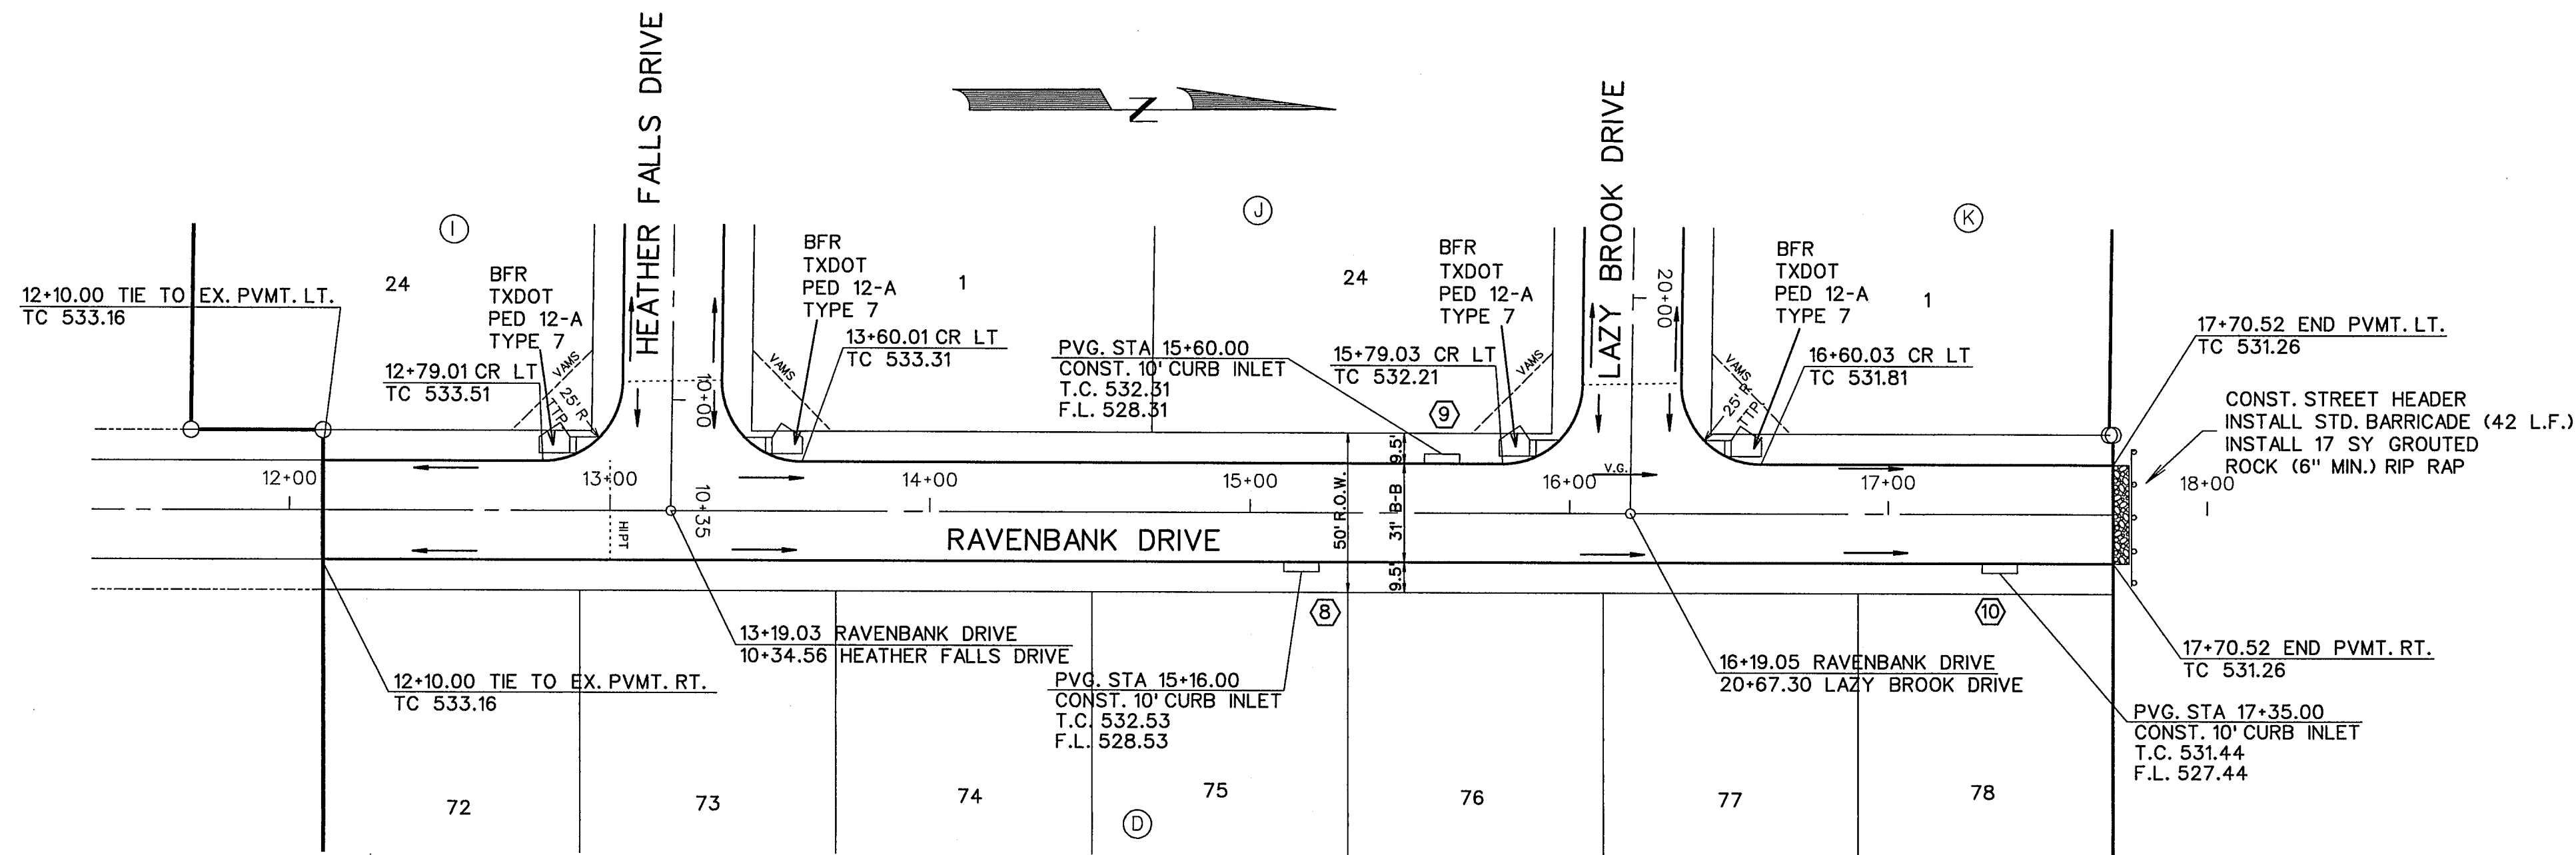 HEATHER FALLS DRIVE
LAZY BROOK DRIVE
N
I
J
K
24
1
24
1
BFR
TXDOT
PED 12-A
TYPE 7
BFR
TXDOT
PED 12-A
TYPE 7
BFR
TXDOT
PED 12-A
TYPE 7
BFR
TXDOT
PED 12-A
TYPE 7
12+10.00 TIE TO EX. PVMT. LT.
TC 533.16
12+79.01 CR LT
TC 533.51
VAMS
25' R
TTP.
10+00
VAMS
13+60.01 CR LT
TC 533.31
PVG. STA 15+60.00
CONST. 10' CURB INLET
T.C. 532.31
F.L. 528.31
15+79.03 CR LT
TC 532.21
9
VAMS
20+00
VAMS
25' R
TTP.
16+60.03 CR LT
TC 531.81
17+70.52 END PVMT. LT.
TC 531.26
CONST. STREET HEADER
INSTALL STD. BARRICADE (42 L.F.)
INSTALL 17 SY GROUTED
ROCK (6" MIN.) RIP RAP
12+00
13+00
14+00
15+00
16+00
17+00
18+00
V.G.
HIPT
10+35
RAVENBANK DRIVE
50' R.O.W.
9.5'
31' B-B
9.5'
8
10
13+19.03 RAVENBANK DRIVE
10+34.56 HEATHER FALLS DRIVE
12+10.00 TIE TO EX. PVMT. RT.
TC 533.16
PVG. STA 15+16.00
CONST. 10' CURB INLET
T.C. 532.53
F.L. 528.53
16+19.05 RAVENBANK DRIVE
20+67.30 LAZY BROOK DRIVE
17+70.52 END PVMT. RT.
TC 531.26
PVG. STA 17+35.00
CONST. 10' CURB INLET
T.C. 531.44
F.L. 527.44
72
73
74
75
76
77
78
D